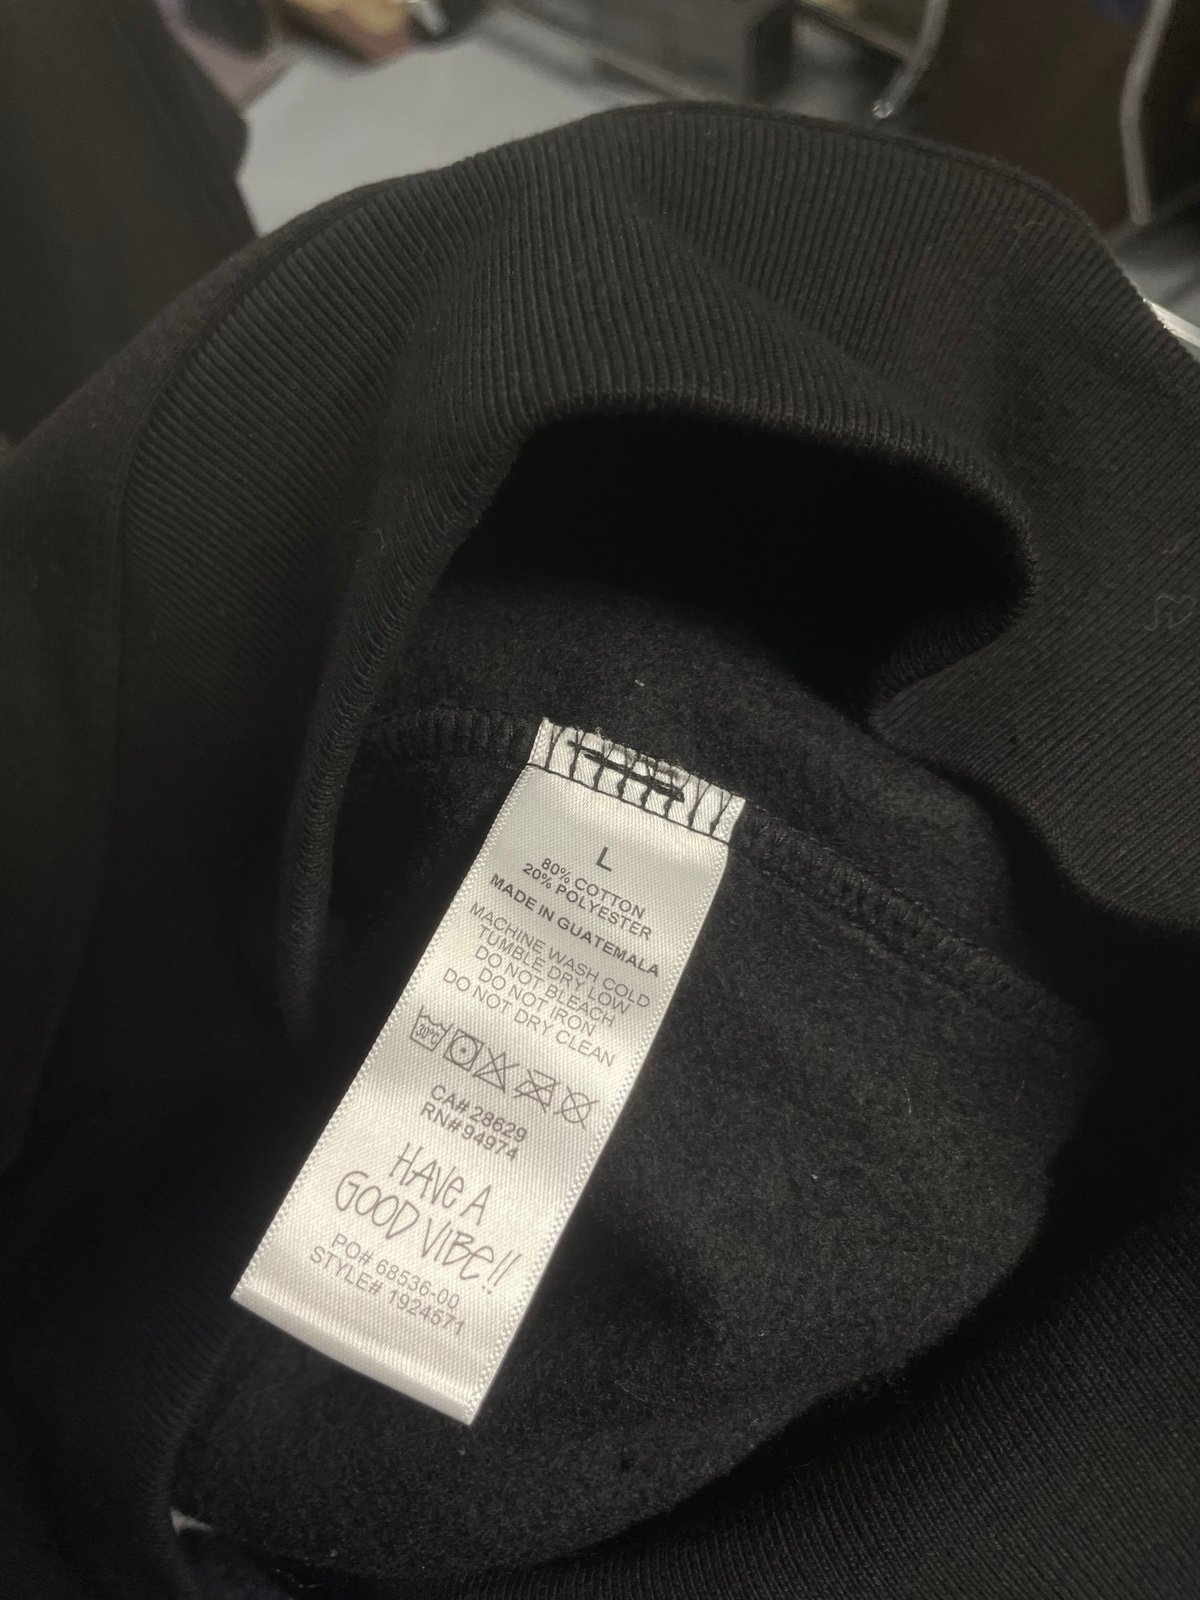 L
80% COTTON
20% POLYESTER
MADE IN GUATEMALA
MACHINE WASH COLD
TUMBLE DRY LOW
DO NOT BLEACH
DO NOT IRON
DO NOT DRY CLEAN
30°C
CA# 28629
RN# 94974
HAVE A
GOOD VIBE!!
PO# 68536-00
STYLE# 1924571